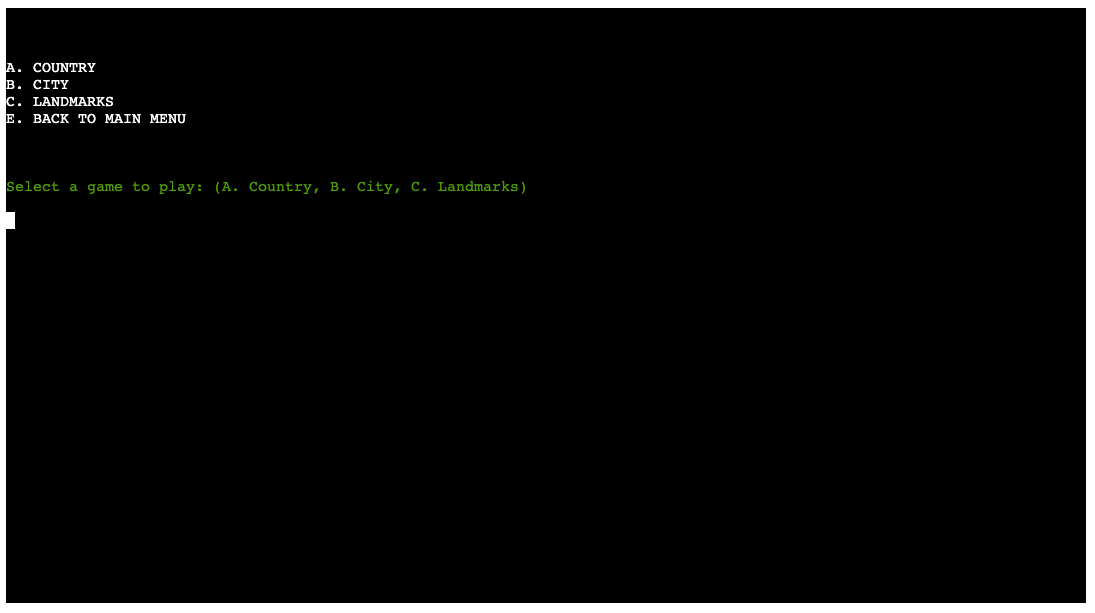 A. COUNTRY
B. CITY
C. LANDMARKS
E. BACK TO MAIN MENU
Select a game to play: (A. Country, B. City, C. Landmarks)